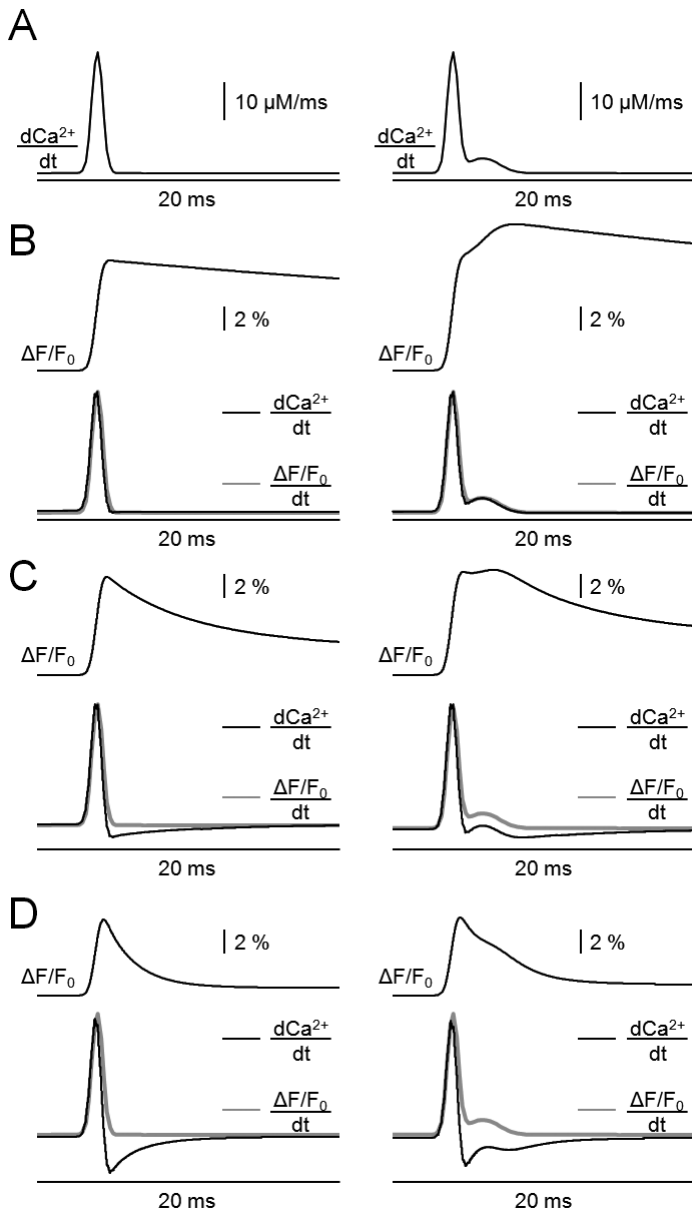 A
10 µM/ms
10 µM/ms
dCa²⁺
dt
dCa²⁺
dt
20 ms
20 ms
B
2 %
2 %
ΔF/F₀
ΔF/F₀
dCa²⁺
dt
dCa²⁺
dt
ΔF/F₀
dt
ΔF/F₀
dt
20 ms
20 ms
C
2 %
2 %
ΔF/F₀
ΔF/F₀
dCa²⁺
dt
dCa²⁺
dt
ΔF/F₀
dt
ΔF/F₀
dt
20 ms
20 ms
D
2 %
2 %
ΔF/F₀
ΔF/F₀
dCa²⁺
dt
dCa²⁺
dt
ΔF/F₀
dt
ΔF/F₀
dt
20 ms
20 ms